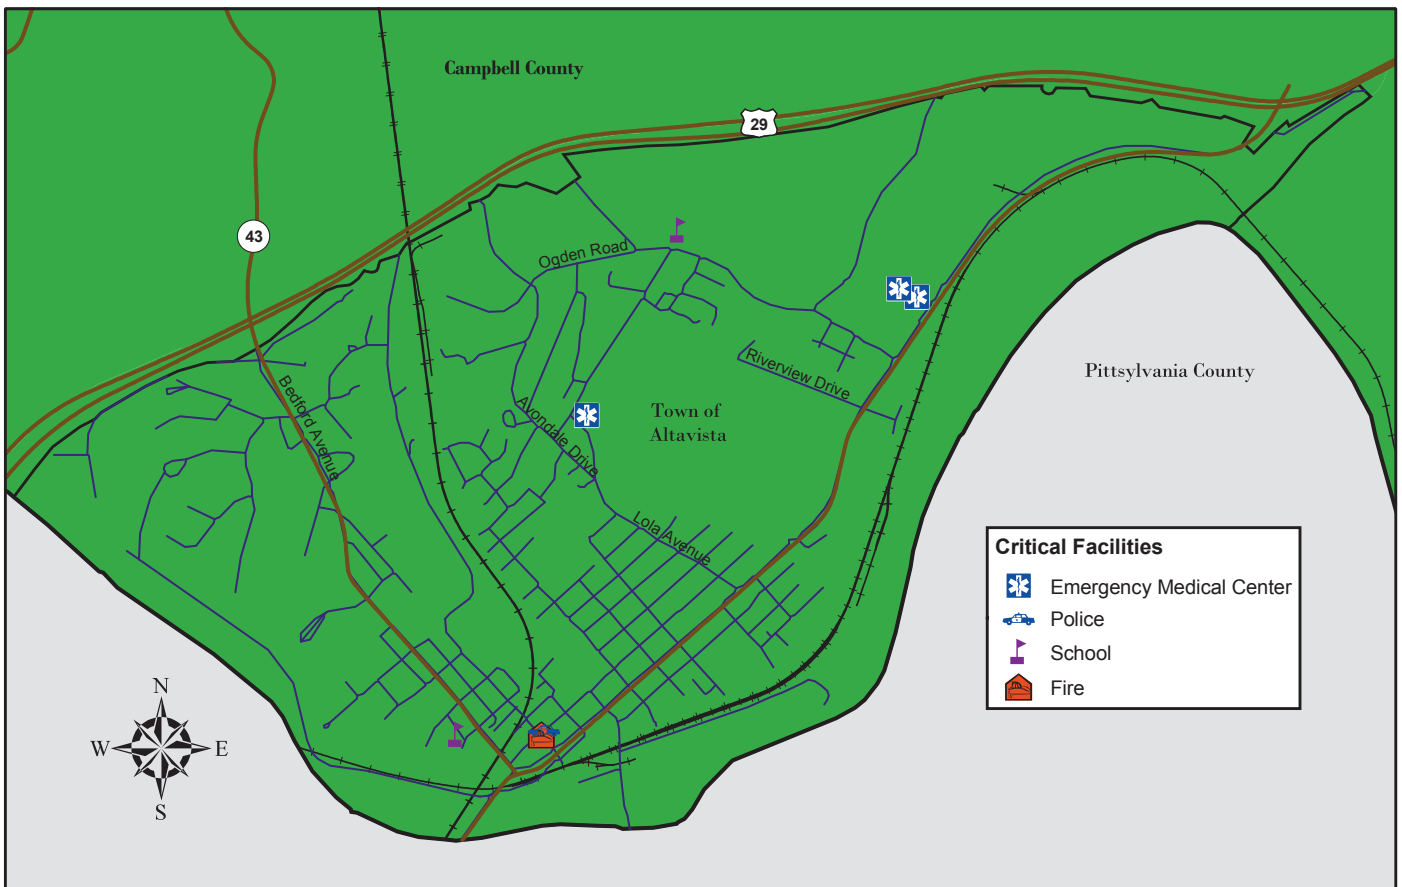 Campbell County
29
43
Ogden Road
Riverview Drive
Pittsylvania County
Bedford Avenue
Avondale Drive
Town of
Altavista
Lola Avenue
Critical Facilities
Emergency Medical Center
Police
School
Fire
N
W
E
S